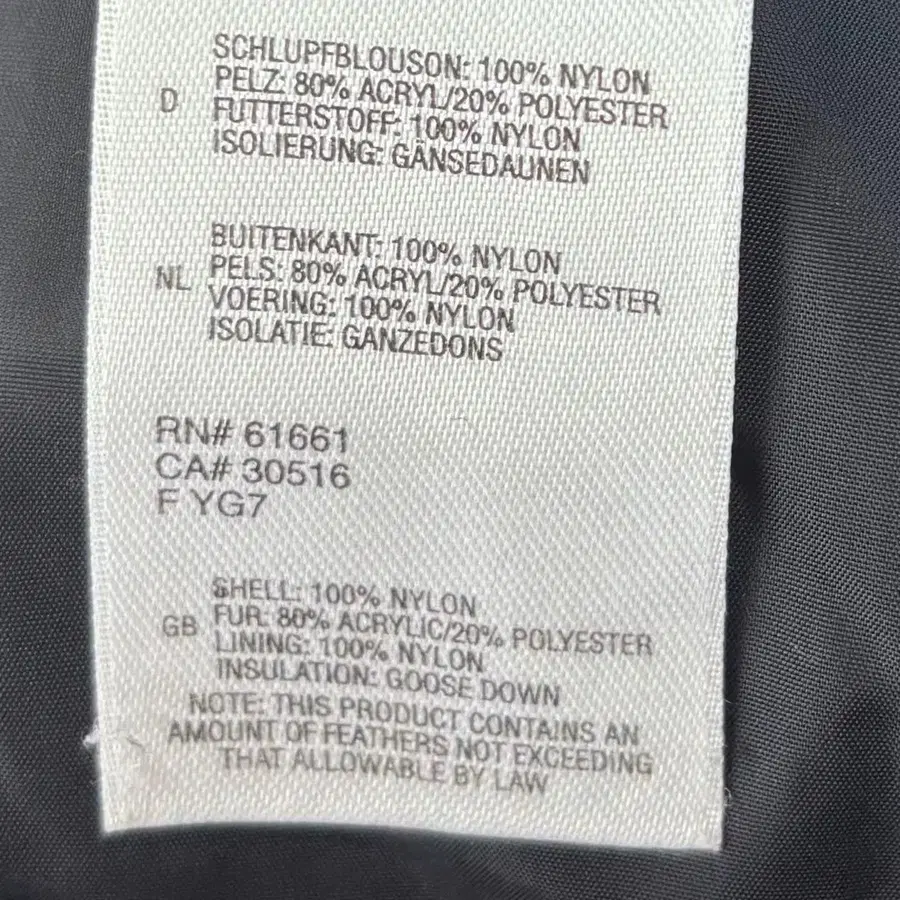 D
SCHLUPFBLOUSON: 100% NYLON
PELZ: 80% ACRYL/20% POLYESTER
FUTTERSTOFF: 100% NYLON
ISOLIERUNG: GÄNSEDAUNEN
NL
BUITENKANT: 100% NYLON
PELS: 80% ACRYL/20% POLYESTER
VOERING: 100% NYLON
ISOLATIE: GANZEDONS
RN# 61661
CA# 30516
F YG7
GB
SHELL: 100% NYLON
FUR: 80% ACRYLIC/20% POLYESTER
LINING: 100% NYLON
INSULATION: GOOSE DOWN
NOTE: THIS PRODUCT CONTAINS AN
AMOUNT OF FEATHERS NOT EXCEEDING
THAT ALLOWABLE BY LAW